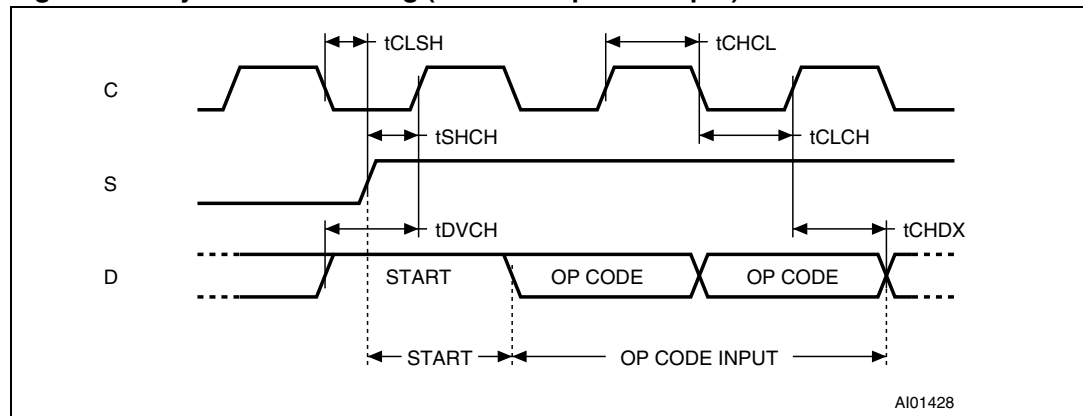 tCLSH
tCHCL
C
tSHCH
tCLCH
S
tDVCH
tCHDX
D
START
OP CODE
OP CODE
START
OP CODE INPUT
AI01428